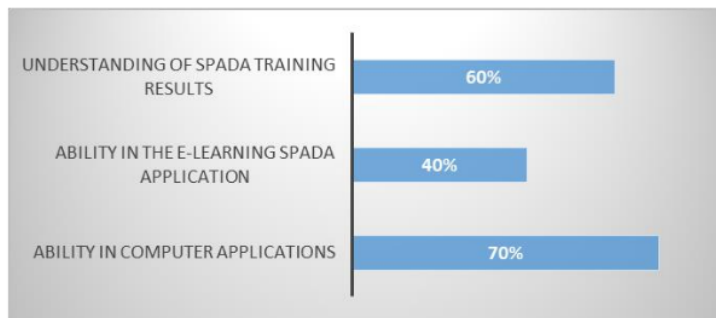 UNDERSTANDING OF SPADA TRAINING
RESULTS
60%
ABILITY IN THE E-LEARNING SPADA
APPLICATION
40%
ABILITY IN COMPUTER APPLICATIONS
70%